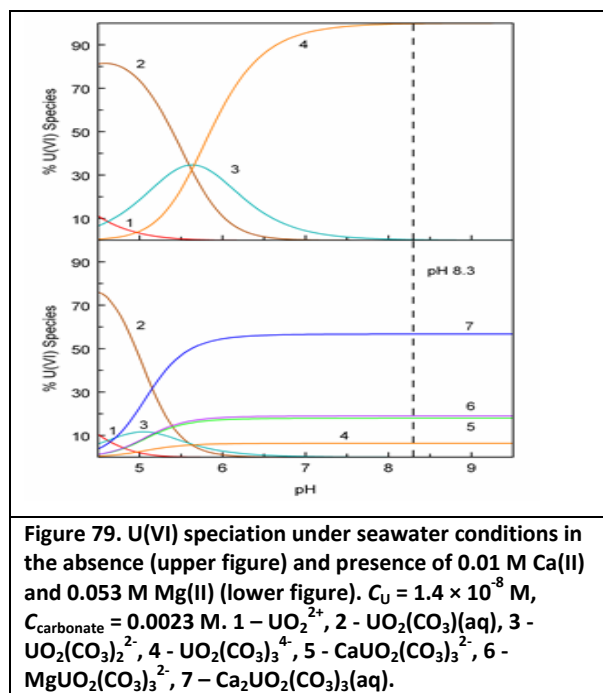 90
70
50
30
10
% U(VI) Species
2
4
3
1
90
70
50
30
10
% U(VI) Species
pH 8.3
2
7
6
5
1
3
4
5
6
7
8
9
pH
Figure 79. U(VI) speciation under seawater conditions in
the absence (upper figure) and presence of 0.01 M Ca(II)
and 0.053 M Mg(II) (lower figure). C_U = 1.4 × 10⁻⁸ M,
C_carbonate = 0.0023 M. 1 – UO₂²⁺, 2 - UO₂(CO₃)(aq), 3 -
UO₂(CO₃)₂²⁻, 4 - UO₂(CO₃)₃⁴⁻, 5 - CaUO₂(CO₃)₃²⁻, 6 -
MgUO₂(CO₃)₃²⁻, 7 – Ca₂UO₂(CO₃)₃(aq).